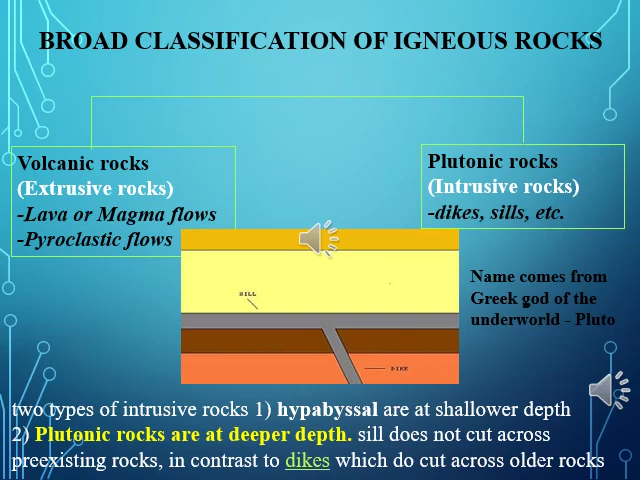 BROAD CLASSIFICATION OF IGNEOUS ROCKS
Volcanic rocks
(Extrusive rocks)
-Lava or Magma flows
-Pyroclastic flows
Plutonic rocks
(Intrusive rocks)
-dikes, sills, etc.
SILL
DIKE
Name comes from
Greek god of the
underworld - Pluto
two types of intrusive rocks 1) hypabyssal are at shallower depth
2) Plutonic rocks are at deeper depth. sill does not cut across
preexisting rocks, in contrast to dikes which do cut across older rocks